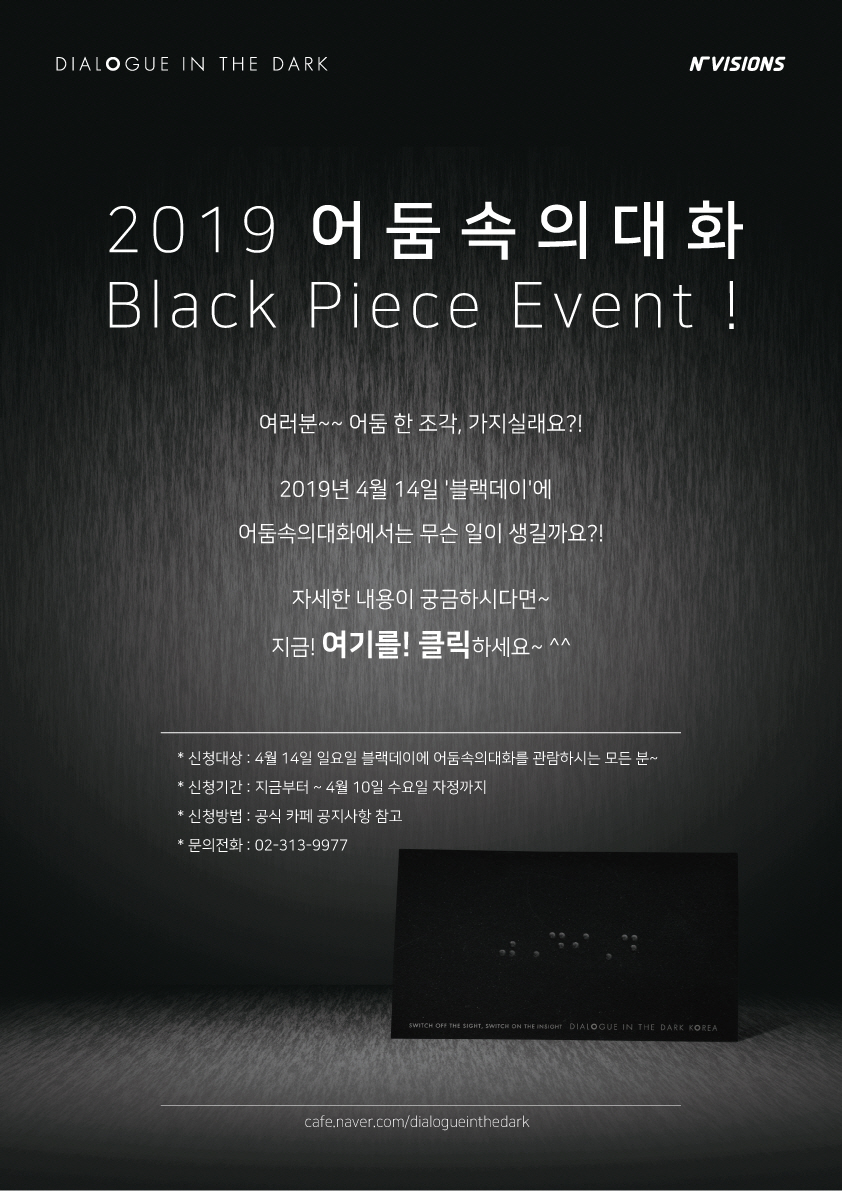 DIALOGUE IN THE DARK
NVISIONS
2019 어둠속의대화
Black Piece Event !
여러분~~ 어둠 한 조각, 가지실래요?!
2019년 4월 14일 '블랙데이'에
어둠속의대화에서는 무슨 일이 생길까요?!
자세한 내용이 궁금하시다면~
지금! 여기를! 클릭하세요~ ^^
* 신청대상 : 4월 14일 일요일 블랙데이에 어둠속의대화를 관람하시는 모든 분~
* 신청기간 : 지금부터 ~ 4월 10일 수요일 자정까지
* 신청방법 : 공식 카페 공지사항 참고
* 문의전화 : 02-313-9977
SWITCH OFF THE SIGHT, SWITCH ON THE INSIGHT DIALOGUE IN THE DARK KOREA
cafe.naver.com/dialogueinthedark